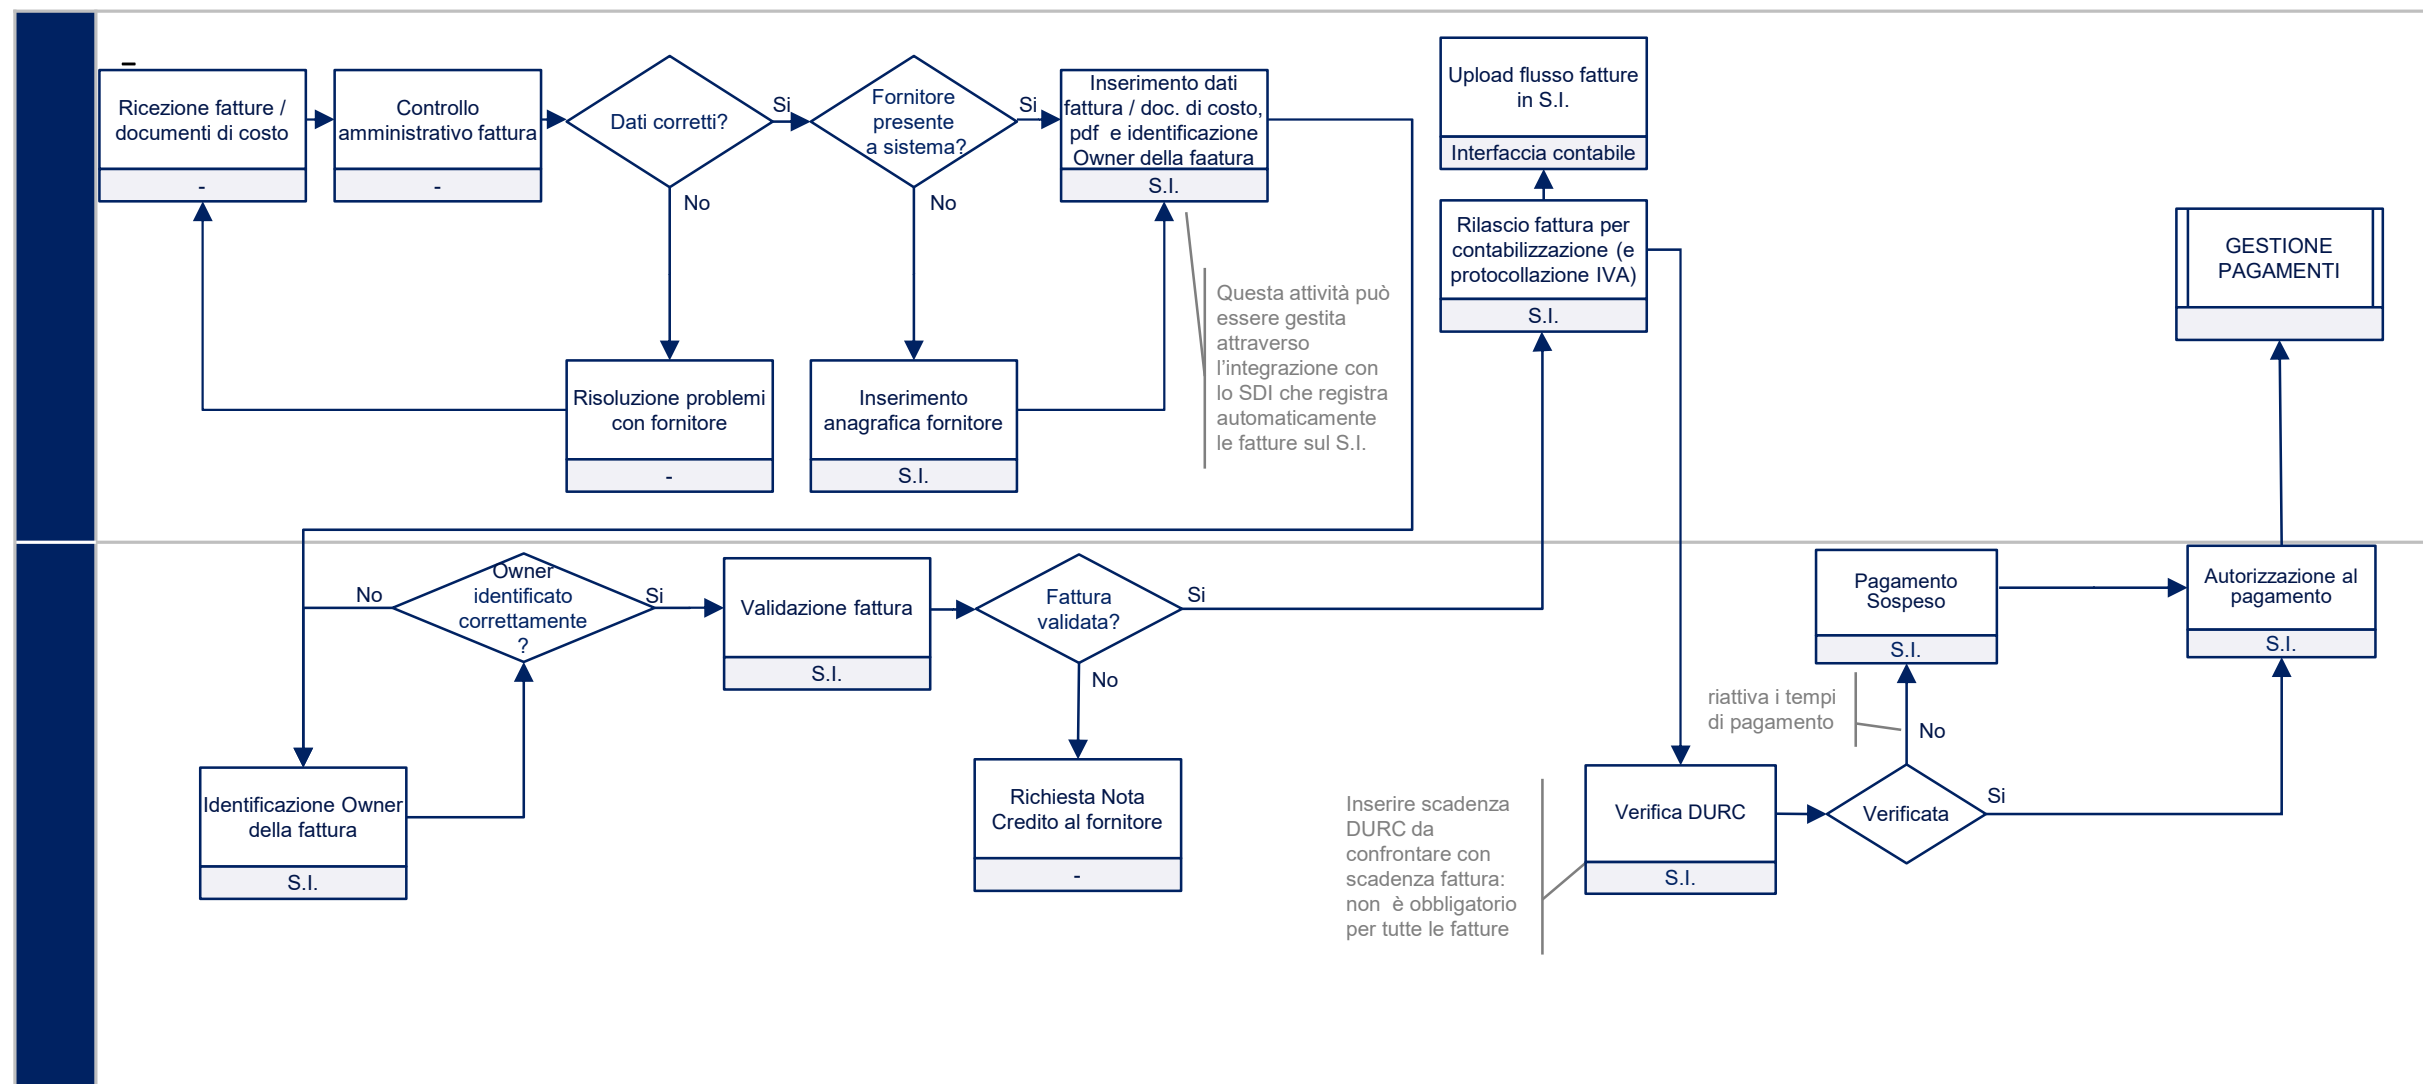 Ricezione fatture /
documenti di costo
-
Controllo
amministrativo fattura
-
Dati corretti?
Si
No
Fornitore
presente
a sistema?
Si
No
Inserimento dati
fattura / doc. di costo,
pdf  e identificazione
Owner della faatura
S.I.
Upload flusso fatture
in S.I.
Interfaccia contabile
Rilascio fattura per
contabilizzazione (e
protocollazione IVA)
S.I.
GESTIONE
PAGAMENTI
Questa attività può
essere gestita
attraverso
l'integrazione con
lo SDI che registra
automaticamente
le fatture sul S.I.
Risoluzione problemi
con fornitore
-
Inserimento
anagrafica fornitore
S.I.
No
Owner
identificato
correttamente
?
Si
Validazione fattura
S.I.
Fattura
validata?
Si
No
Pagamento
Sospeso
S.I.
Autorizzazione al
pagamento
S.I.
riattiva i tempi
di pagamento
No
Identificazione Owner
della fattura
S.I.
Richiesta Nota
Credito al fornitore
-
Inserire scadenza
DURC da
confrontare con
scadenza fattura:
non  è obbligatorio
per tutte le fatture
Verifica DURC
S.I.
Verificata
Si